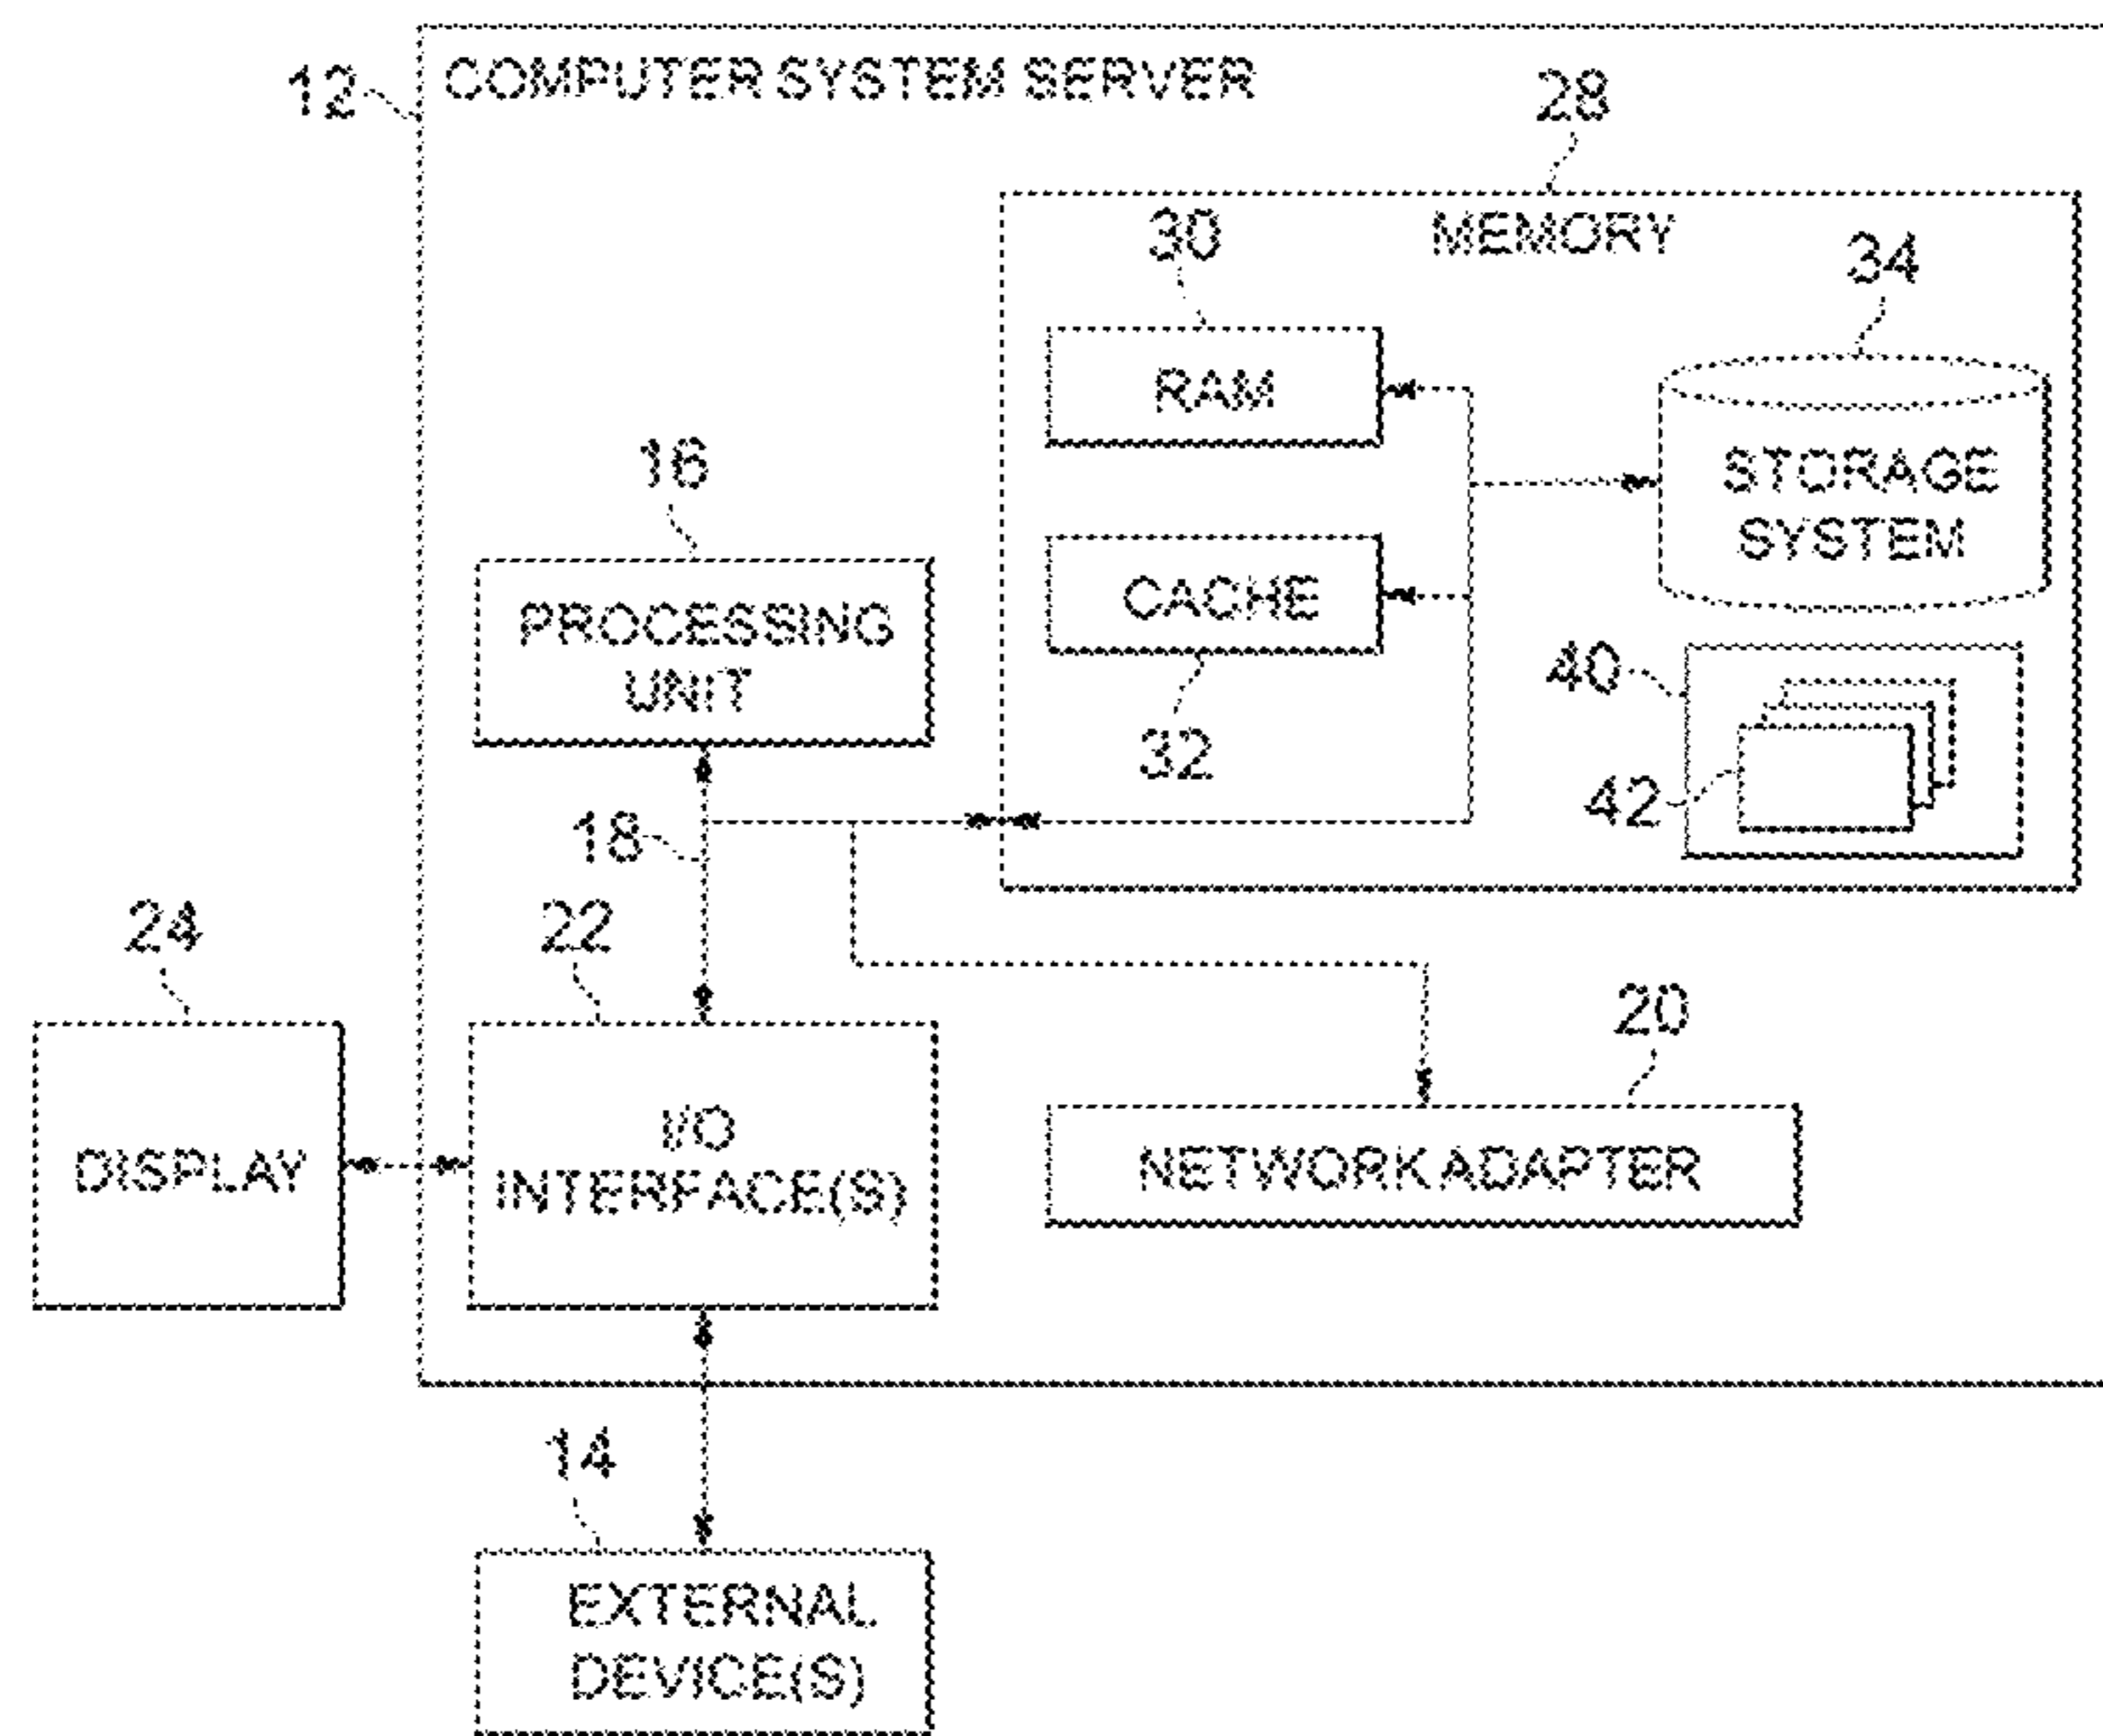 12
COMPUTER SYSTEM SERVER
28
MEMORY
30
34
RAM
16
STORAGE
SYSTEM
PROCESSING
UNIT
CACHE
40
32
42
18
24
22
20
DISPLAY
I/O
INTERFACE(S)
NETWORK ADAPTER
14
EXTERNAL
DEVICE(S)